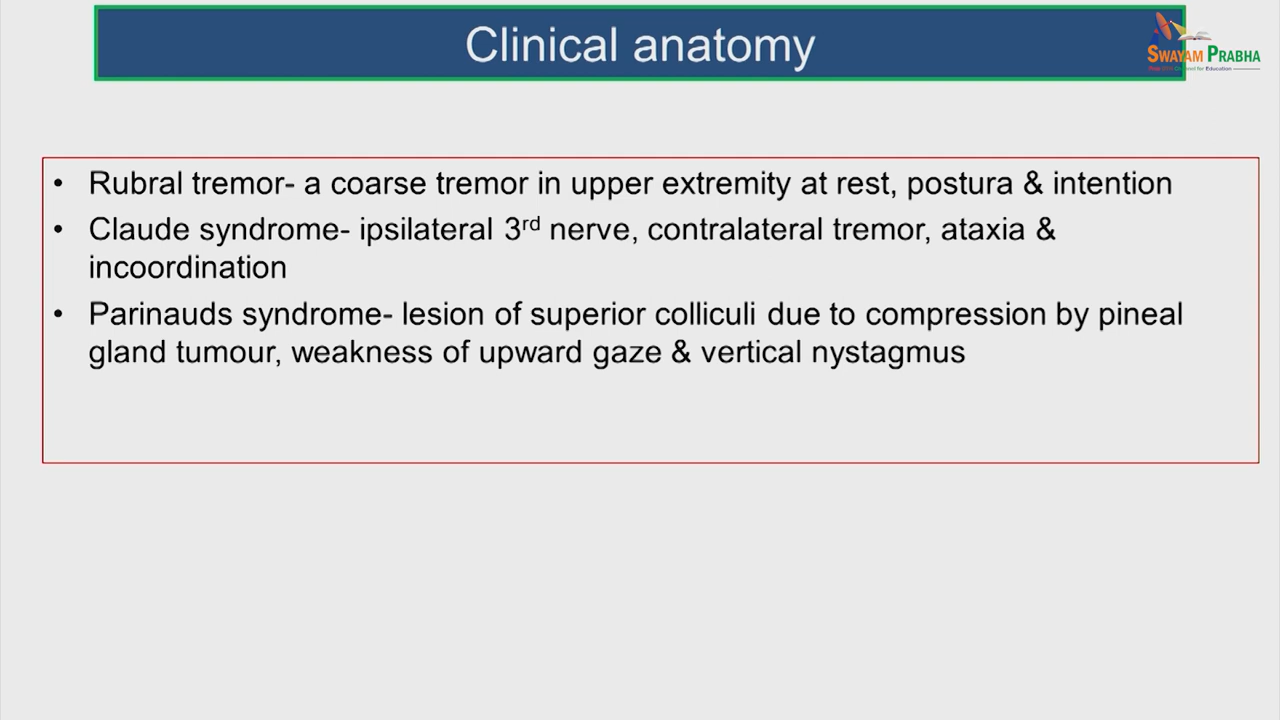 Clinical anatomy
SWAYAM PRABHA
• Rubral tremor- a coarse tremor in upper extremity at rest, postura & intention
• Claude syndrome- ipsilateral 3rd nerve, contralateral tremor, ataxia &
incoordination
• Parinauds syndrome- lesion of superior colliculi due to compression by pineal
gland tumour, weakness of upward gaze & vertical nystagmus